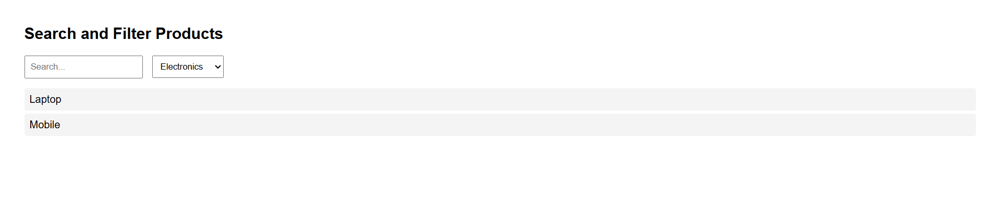 Search and Filter Products
Search... Electronics
Laptop
Mobile